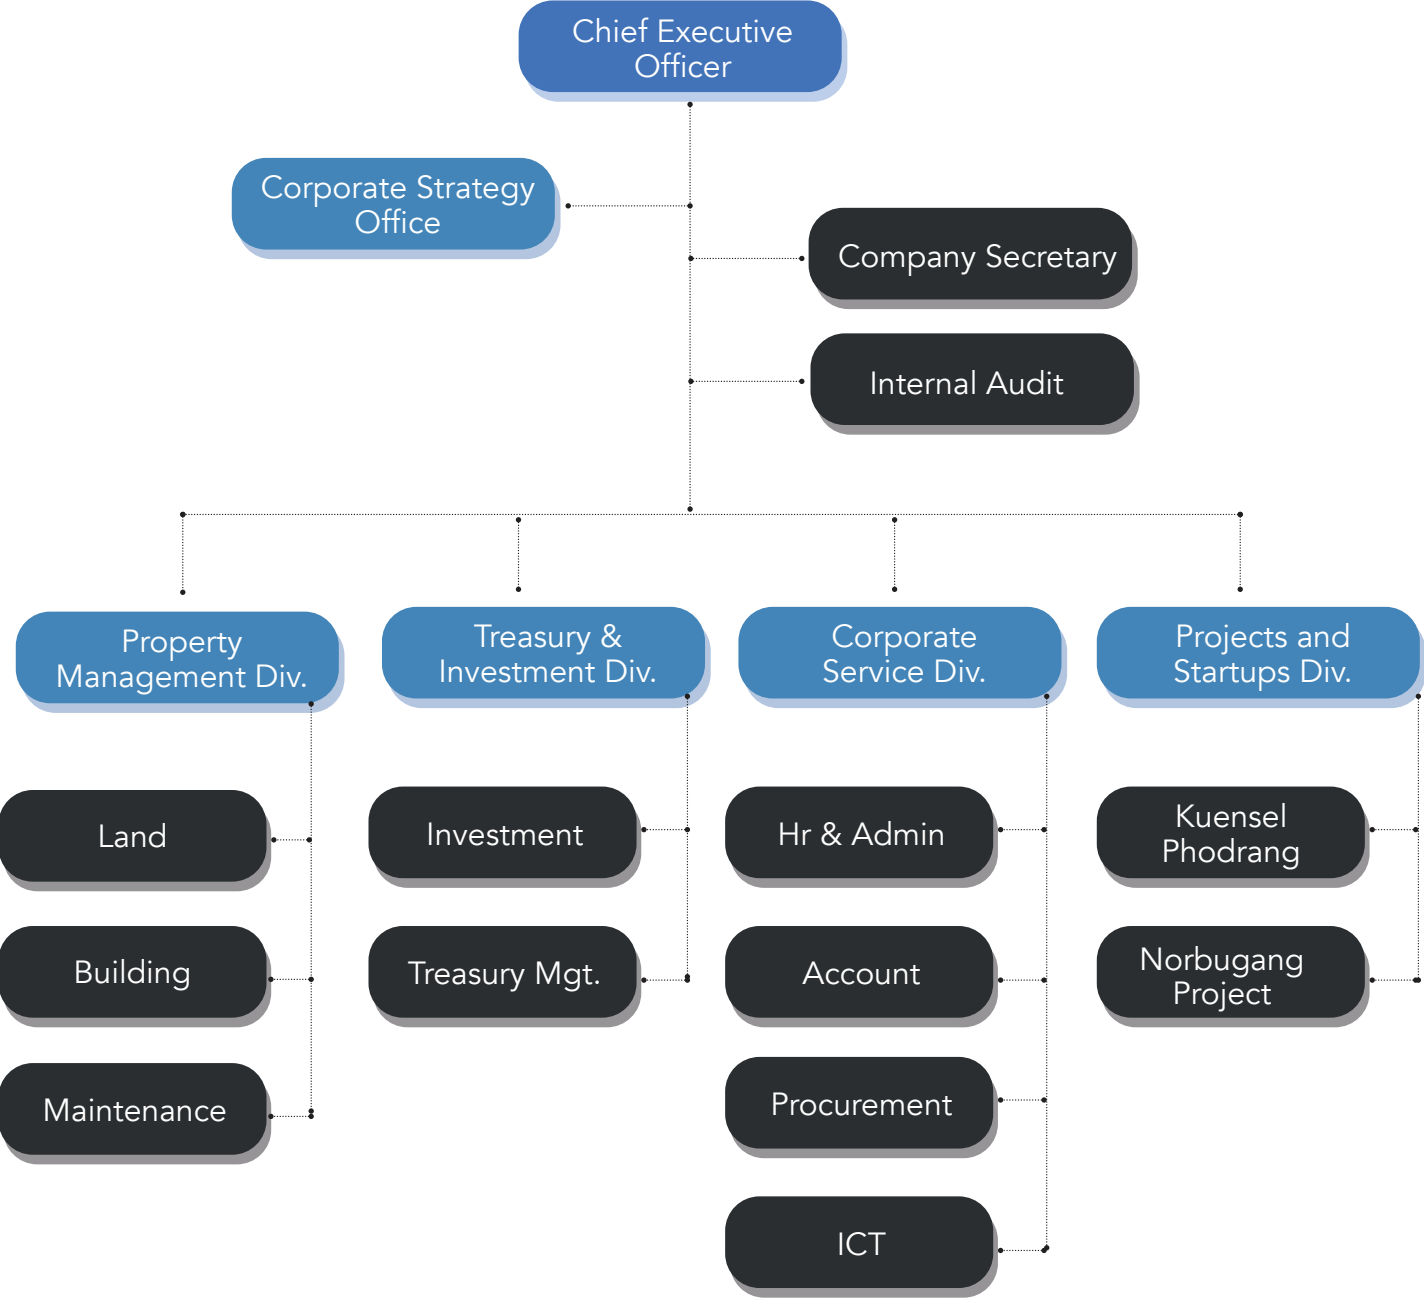 Chief Executive
Officer
Corporate Strategy
Office
Company Secretary
Internal Audit
Property
Management Div.
Treasury &
Investment Div.
Corporate
Service Div.
Projects and
Startups Div.
Land
Building
Maintenance
Investment
Treasury Mgt.
Hr & Admin
Account
Procurement
ICT
Kuensel
Phodrang
Norbugang
Project